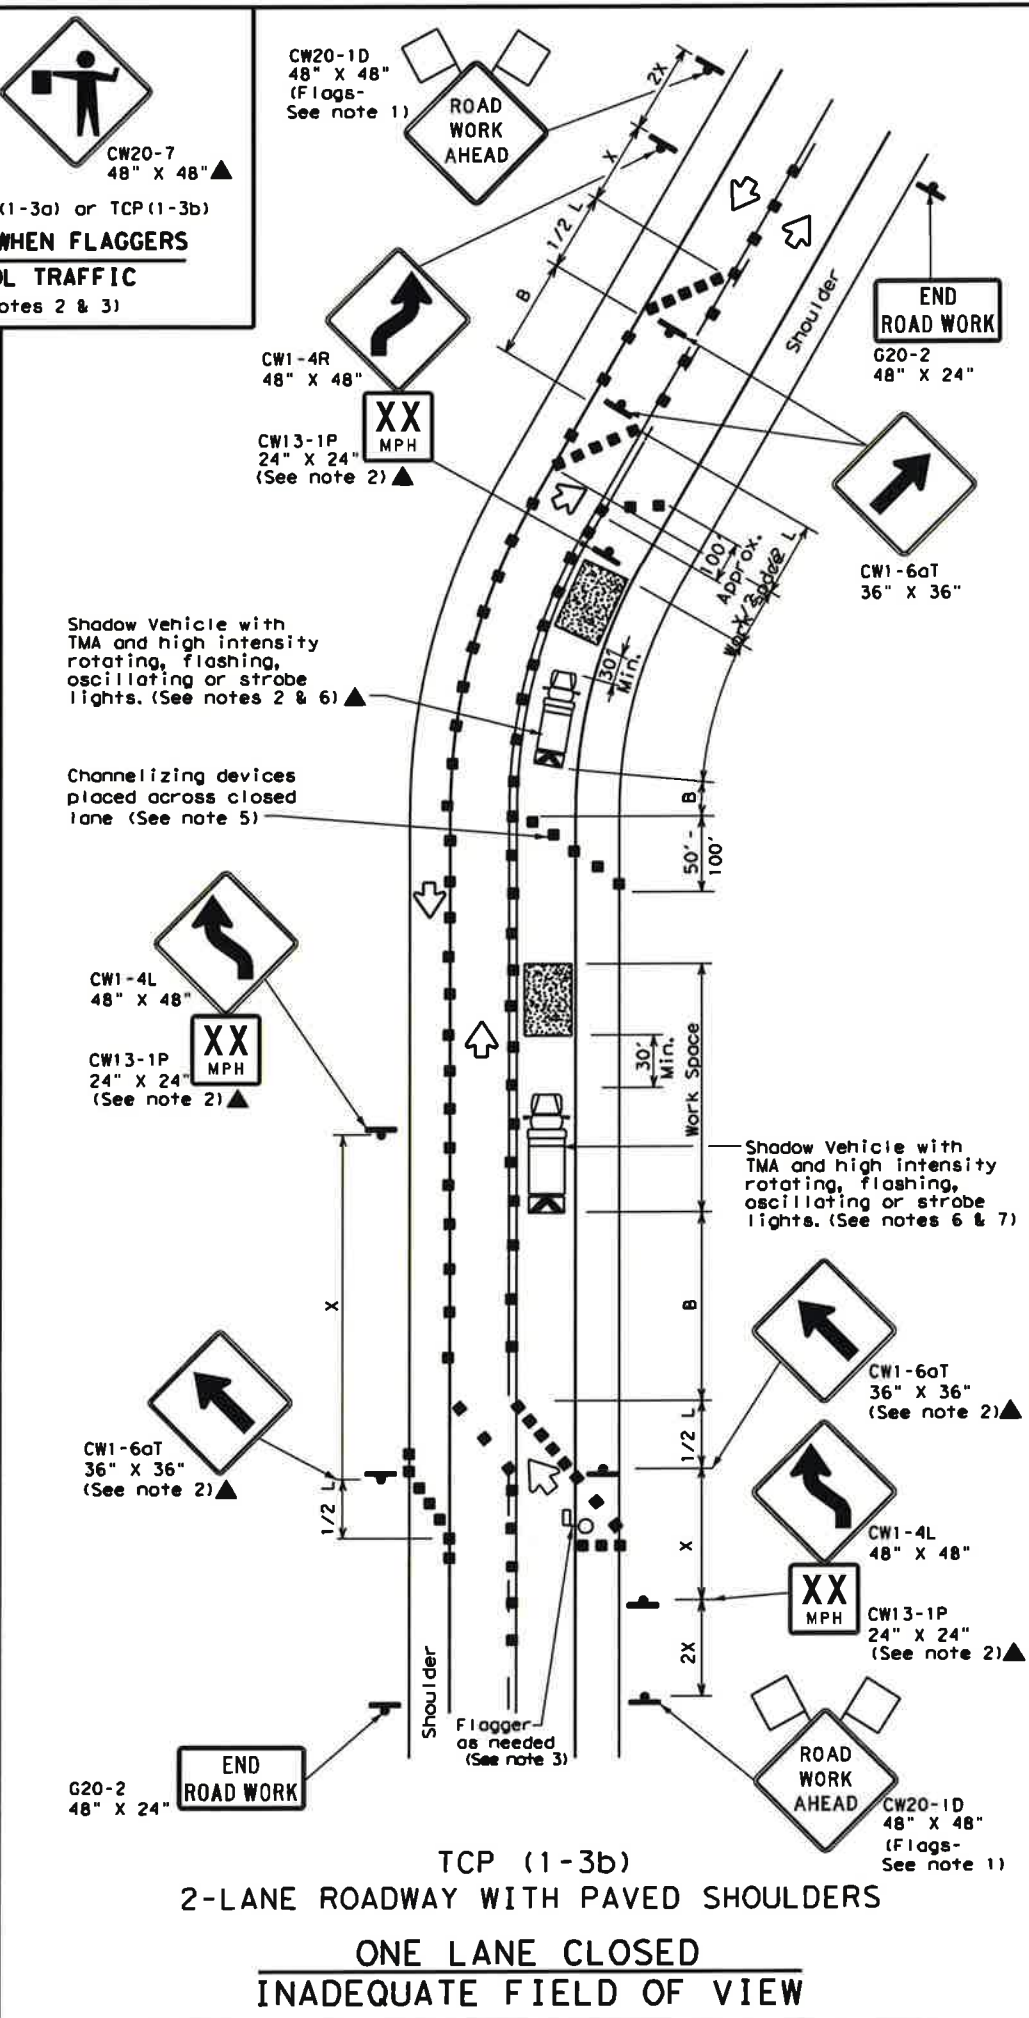 CW20-7
48" X 48"▲
(1-3a) or TCP(1-3b)
WHEN FLAGGERS
OL TRAFFIC
otes 2 & 3)
CW20-1D
48" X 48"
(Flags-
See note 1)
ROAD
WORK
AHEAD
2X
X
1/2 L
B
CW1-4R
48" X 48"
XX
MPH
CW13-1P
24" X 24"
(See note 2)▲
Shoulder
END
ROAD WORK
G20-2
48" X 24"
CW1-6aT
36" X 36"
100'
Approx.
L
Work Space
X/2
30'
Min.
Shadow Vehicle with
TMA and high intensity
rotating, flashing,
oscillating or strobe
lights. (See notes 2 & 6)▲
Channelizing devices
placed across closed
lane (See note 5)
B
50' -
100'
CW1-4L
48" X 48"
XX
MPH
CW13-1P
24" X 24"
(See note 2)▲
30'
Min.
Work Space
Shadow Vehicle with
TMA and high intensity
rotating, flashing,
oscillating or strobe
lights. (See notes 6 & 7)
X
B
CW1-6aT
36" X 36"
(See note 2)▲
1/2 L
CW1-6aT
36" X 36"
(See note 2)▲
1/2 L
X
CW1-4L
48" X 48"
XX
MPH
CW13-1P
24" X 24"
(See note 2)▲
2X
Shoulder
Flagger
as needed
(See note 3)
END
ROAD WORK
G20-2
48" X 24"
ROAD
WORK
AHEAD
CW20-1D
48" X 48"
(Flags-
See note 1)
TCP (1-3b)
2-LANE ROADWAY WITH PAVED SHOULDERS
ONE LANE CLOSED
INADEQUATE FIELD OF VIEW